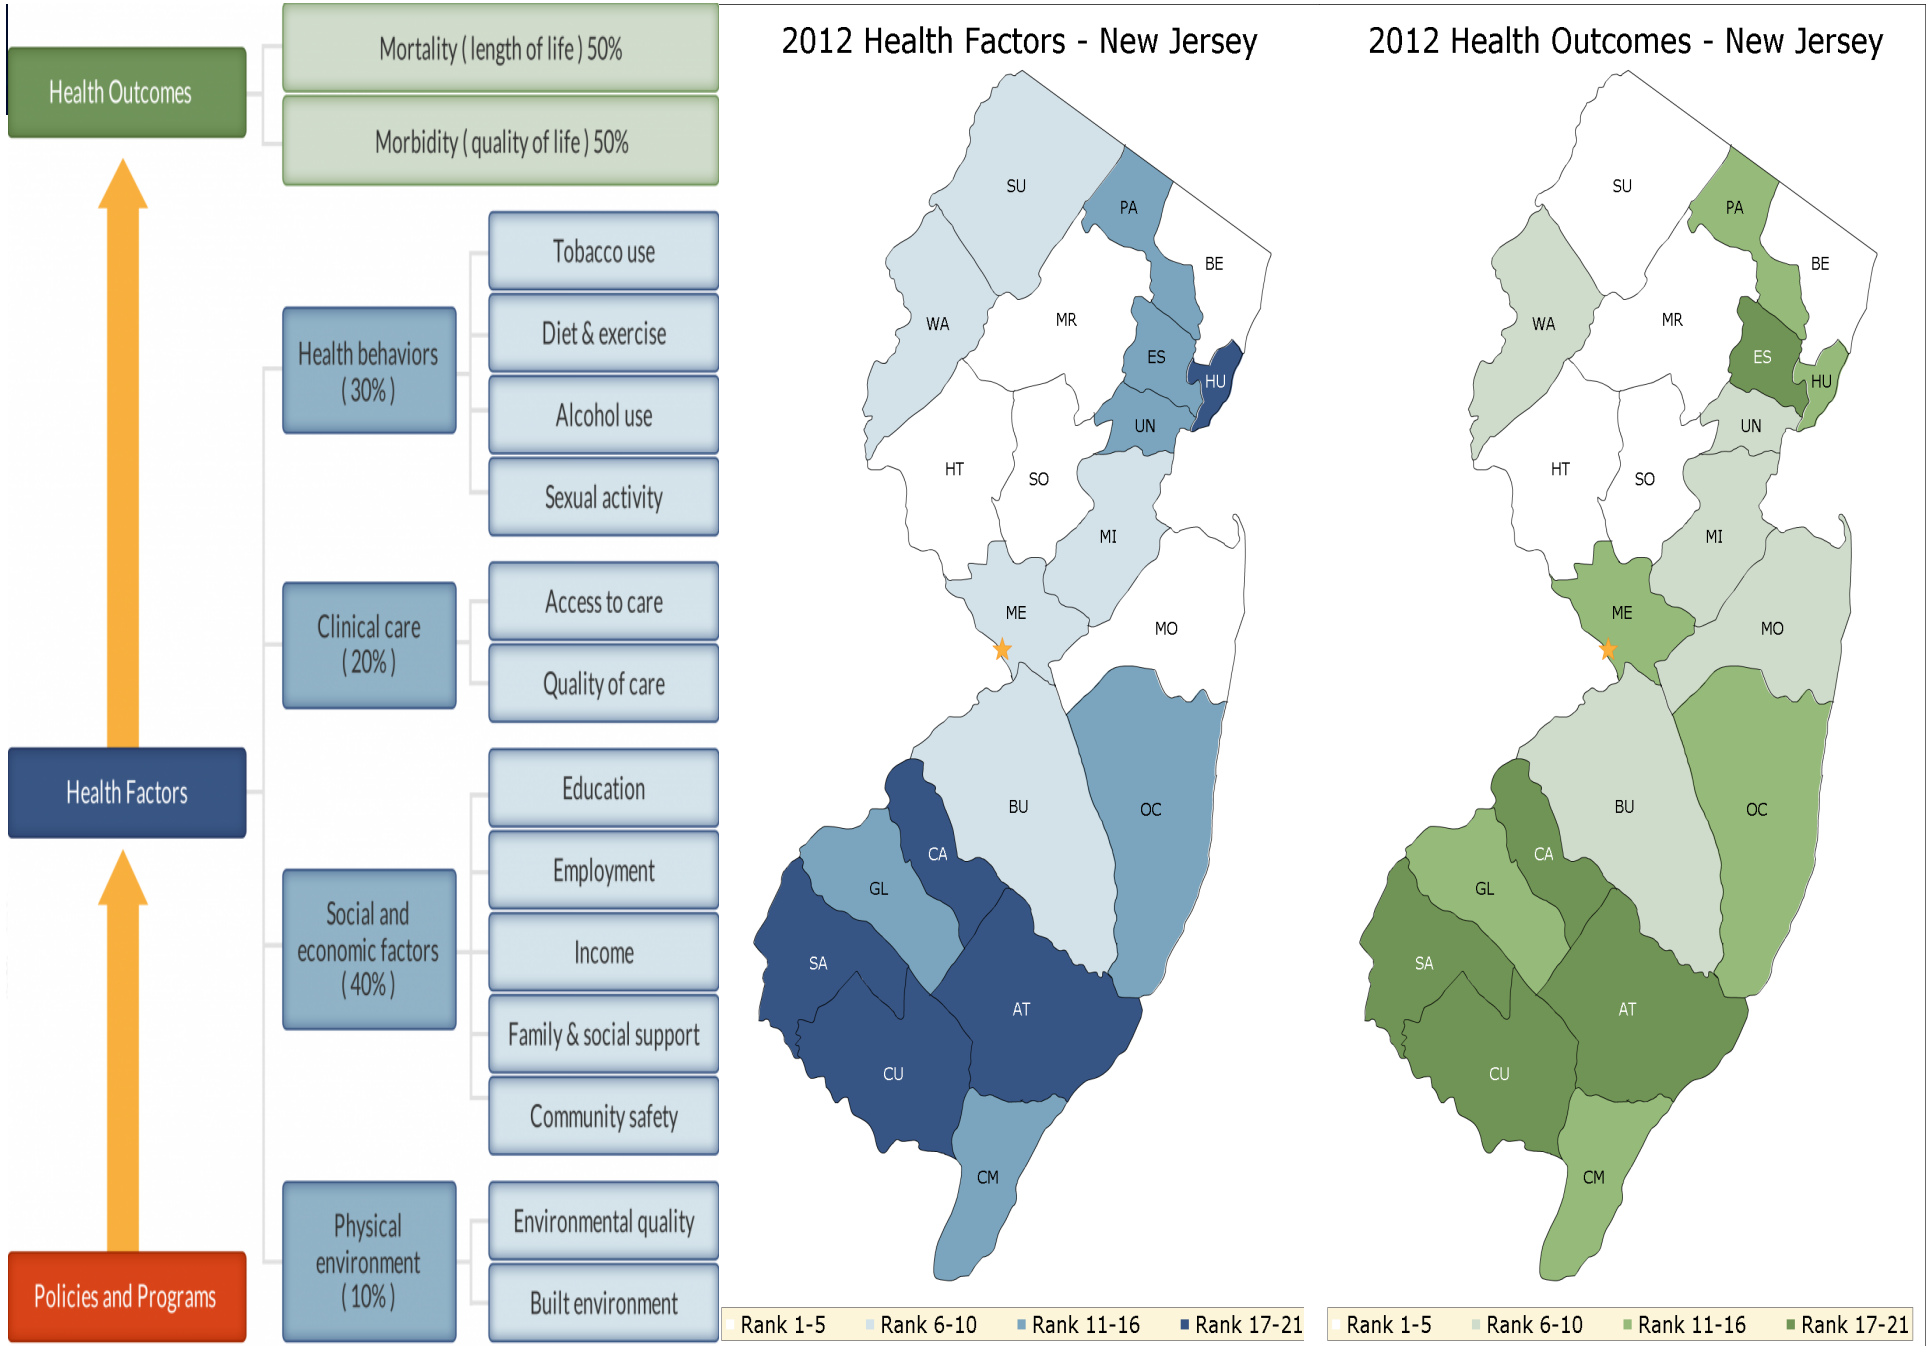 Health Outcomes
Mortality ( length of life ) 50%
Morbidity ( quality of life ) 50%
Health Factors
Health behaviors
( 30% )
Tobacco use
Diet & exercise
Alcohol use
Sexual activity
Clinical care
( 20% )
Access to care
Quality of care
Social and
economic factors
( 40% )
Education
Employment
Income
Family & social support
Community safety
Physical
environment
( 10% )
Environmental quality
Built environment
Policies and Programs
2012 Health Factors - New Jersey
SU
PA
BE
WA
MR
ES
HU
UN
HT
SO
MI
ME
MO
BU
OC
CA
GL
SA
AT
CU
CM
Rank 1-5
Rank 6-10
Rank 11-16
Rank 17-21
2012 Health Outcomes - New Jersey
SU
PA
BE
WA
MR
ES
HU
UN
HT
SO
MI
ME
MO
BU
OC
CA
GL
SA
AT
CU
CM
Rank 1-5
Rank 6-10
Rank 11-16
Rank 17-21